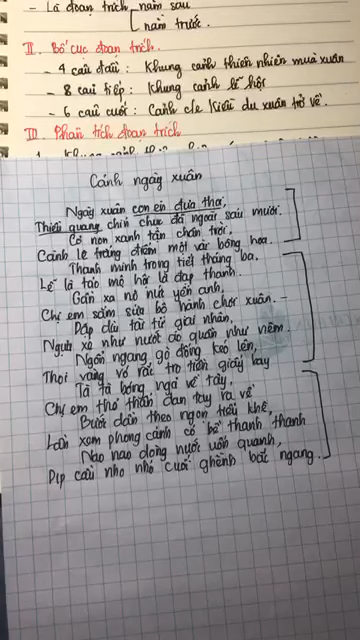 - Là đoạn trích nằm sau
nằm trước.
II. Bố cục đoạn trích.
- 4 câu đầu: Khung cảnh thiên nhiên mùa xuân
- 8 câu tiếp: Khung cảnh lễ hội
- 6 câu cuối: Cảnh c/e Kiều du xuân trở về.
III. Phân tích đoạn trích
Cảnh ngày xuân
Ngày xuân con én đưa thoi,
Thiều quang chín chục đã ngoài sáu mươi.
Cỏ non xanh tận chân trời,
Cành lê trắng điểm một vài bông hoa.
Thanh minh trong tiết tháng ba,
Lễ là tảo mộ hội là đạp thanh.
Gần xa nô nức yến anh,
Chị em sắm sửa bộ hành chơi xuân.
Dập dìu tài tử giai nhân,
Ngựa xe như nước áo quần như nêm.
Ngổn ngang gò đống kéo lên,
Thoi vàng vó rắc tro tiền giấy bay
Tà tà bóng ngả về tây,
Chị em thơ thẩn dan tay ra về
Bước dần theo ngọn tiểu khê,
Lần xem phong cảnh có bề thanh thanh
Nao nao dòng nước uốn quanh,
Dịp cầu nho nhỏ cuối ghềnh bắc ngang.